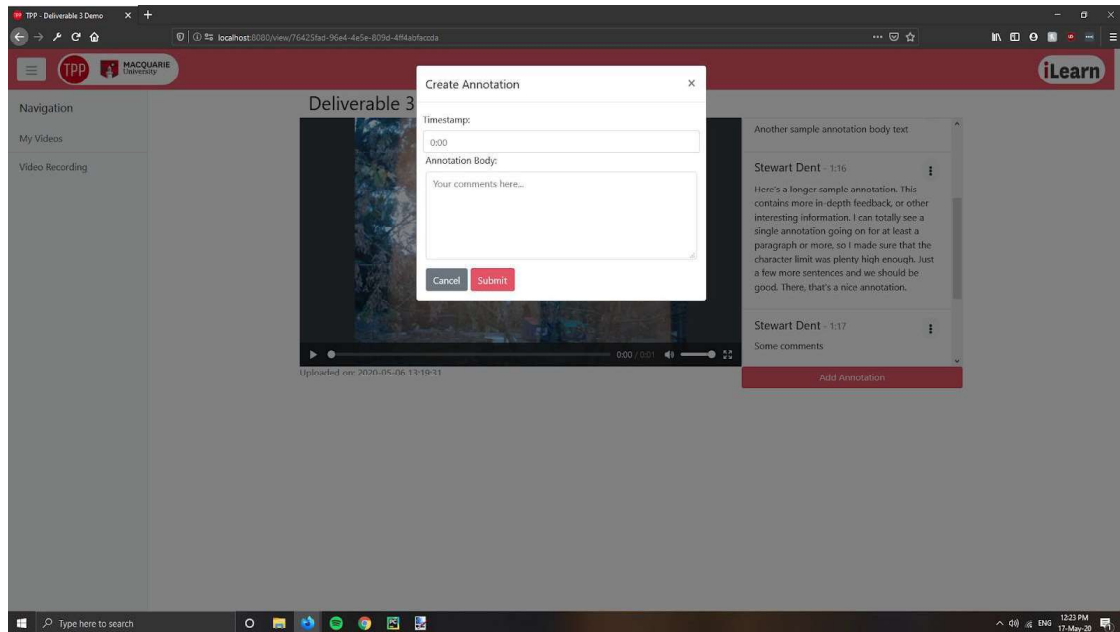 TPP - Deliverable 3 Demo
localhost:8080/view/76425fad-96e4-4e5e-809d-4ff4abfaccda
TPP
MACQUARIE
University
iLearn
Navigation
My Videos
Video Recording
Deliverable 3
Create Annotation
Timestamp:
0:00
Annotation Body:
Your comments here...
Cancel
Submit
0:00 / 0:01
Uploaded on: 2020-05-06 13:19:31
Another sample annotation body text
Stewart Dent - 1:16
Here's a longer sample annotation. This
contains more in-depth feedback, or other
interesting information. I can totally see a
single annotation going on for at least a
paragraph or more, so I made sure that the
character limit was plenty high enough. Just
a few more sentences and we should be
good. There, that's a nice annotation.
Stewart Dent - 1:17
Some comments
Add Annotation
Type here to search
ENG
12:23 PM
17-May-20